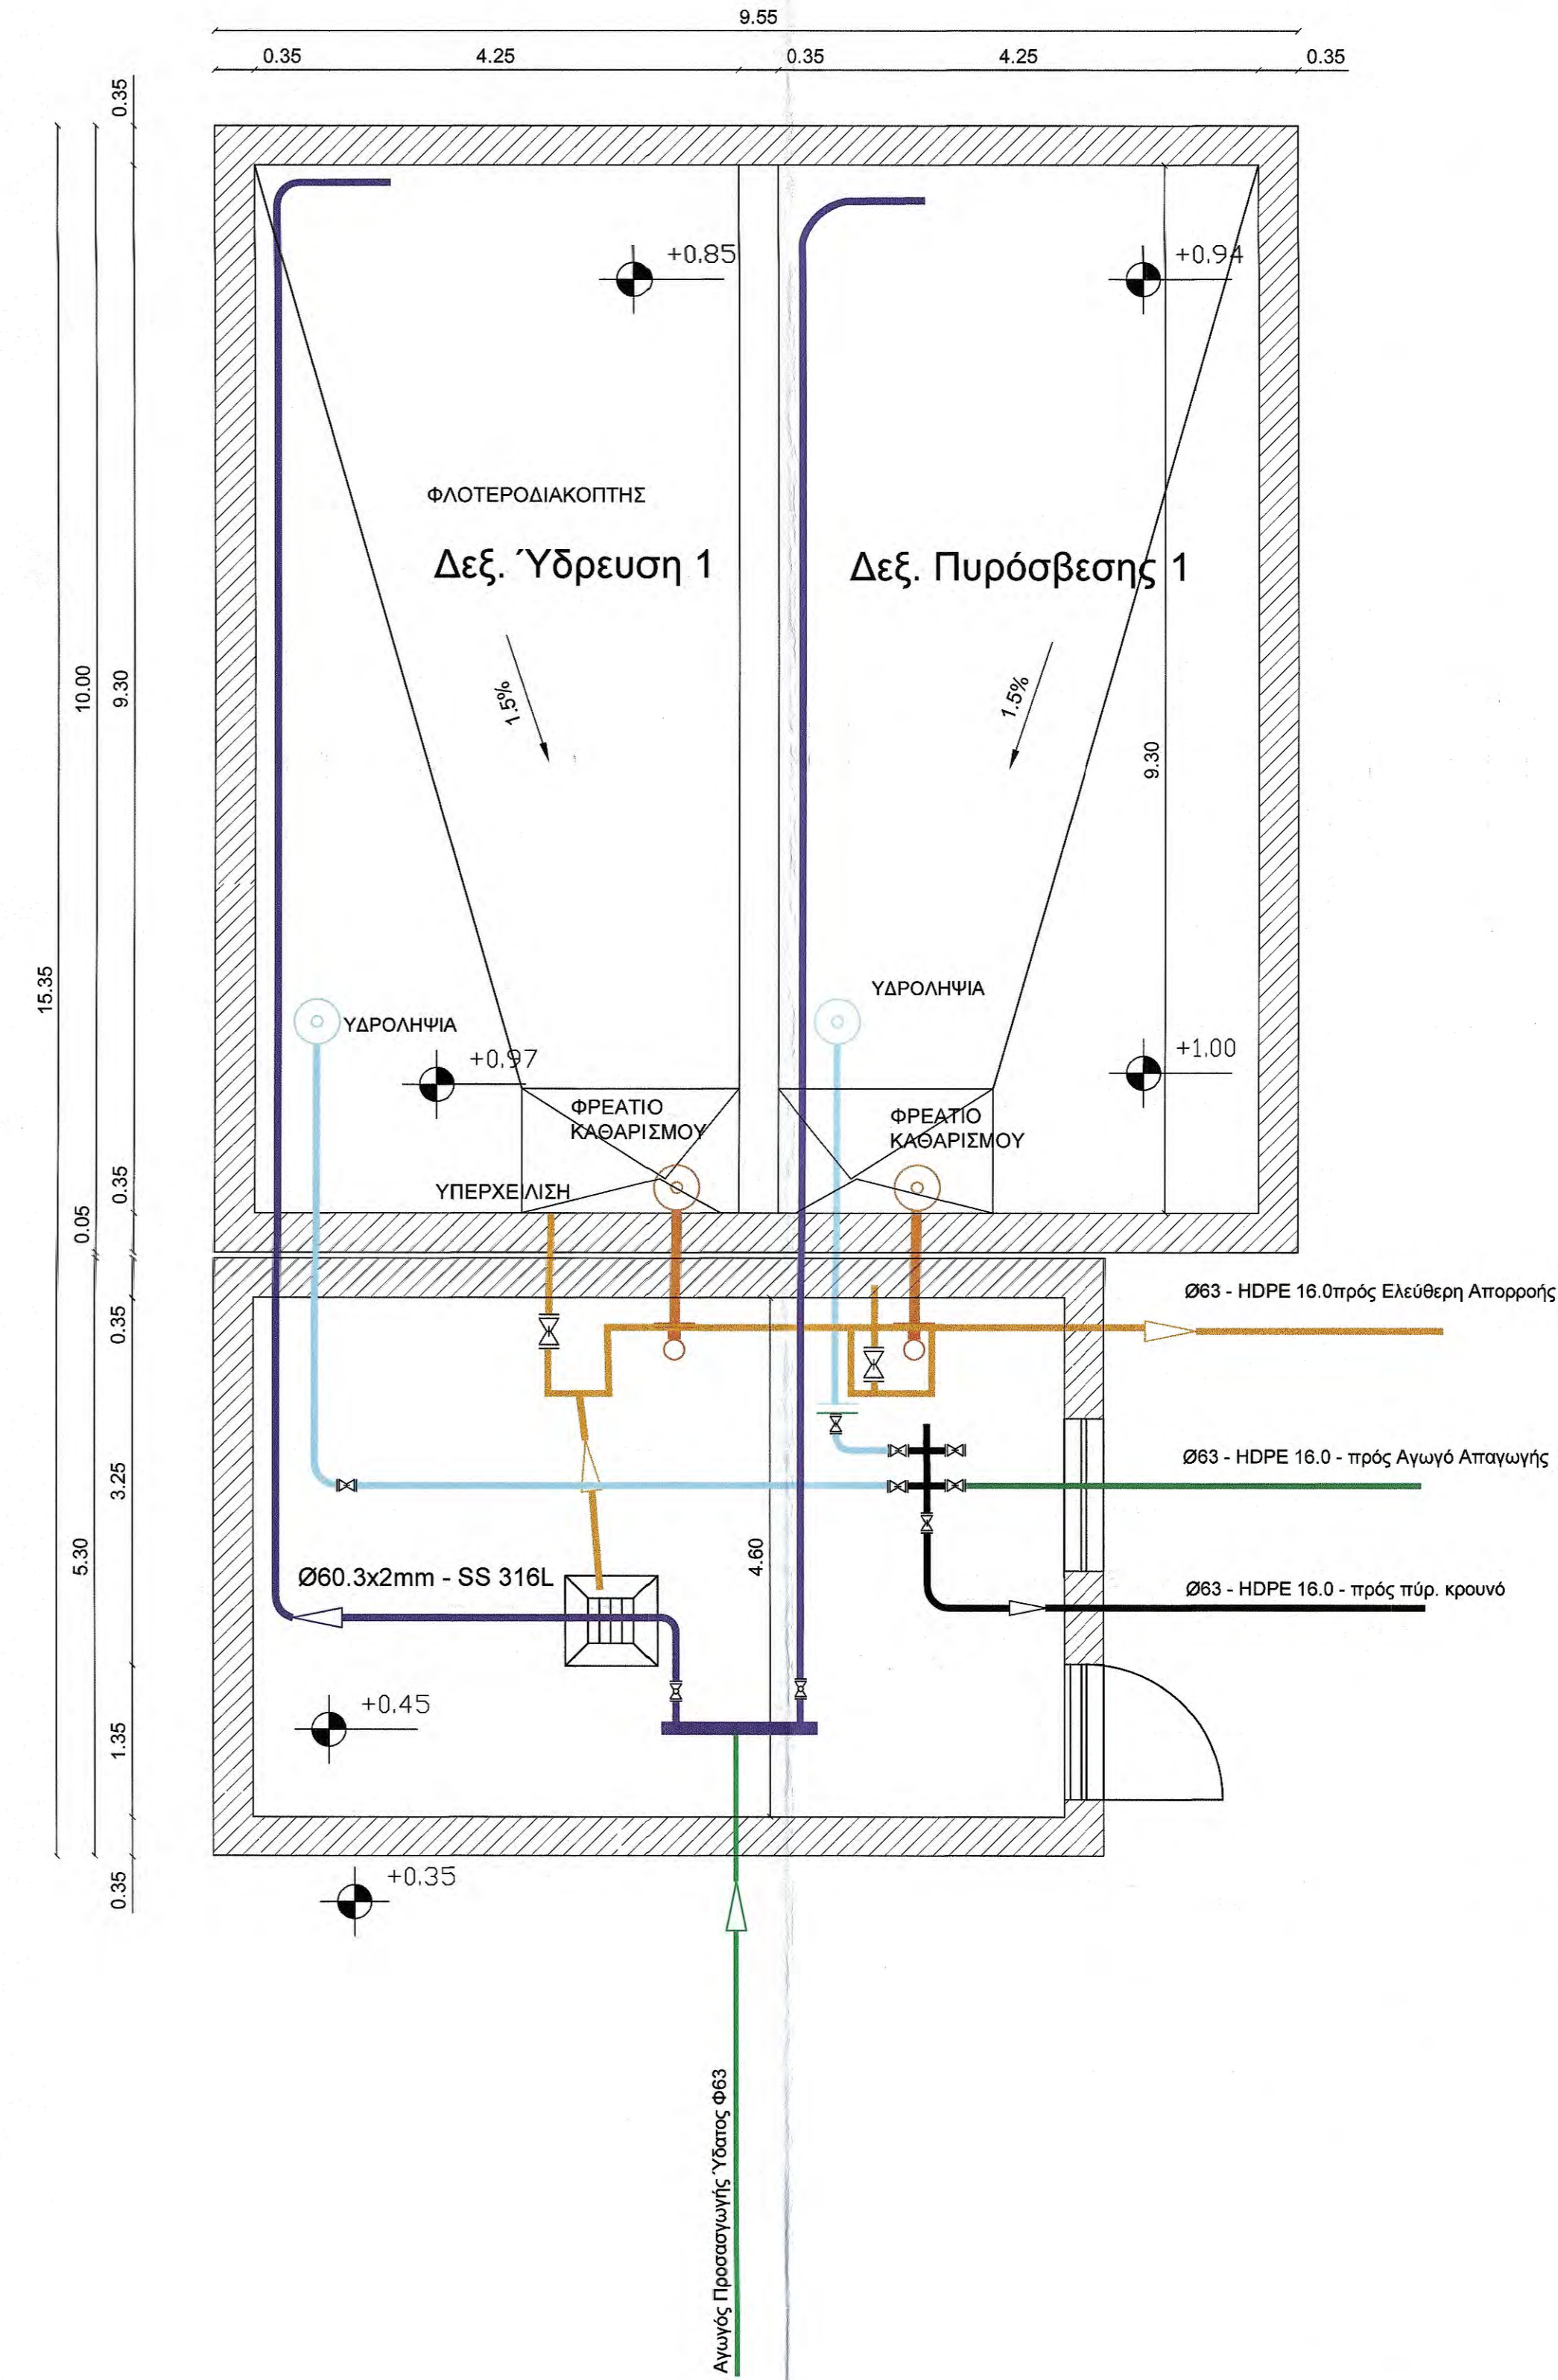 9.55
0.35
4.25
0.35
4.25
0.35
0.35
+0.85
+0.94
ΦΛΟΤΕΡΟΔΙΑΚΟΠΤΗΣ
Δεξ. Ύδρευση 1
Δεξ. Πυρόσβεσης 1
10.00
9.30
1.5%
1.5%
9.30
15.35
ΥΔΡΟΛΗΨΙΑ
ΥΔΡΟΛΗΨΙΑ
+0.97
+1.00
ΦΡΕΑΤΙΟ
ΚΑΘΑΡΙΣΜΟΥ
ΦΡΕΑΤΙΟ
ΚΑΘΑΡΙΣΜΟΥ
ΥΠΕΡΧΕΙΛΙΣΗ
0.35
0.05
0.35
Ø63 - HDPE 16.0πρός Ελεύθερη Απορροής
3.25
Ø63 - HDPE 16.0 - πρός Αγωγό Απαγωγής
5.30
4.60
Ø60.3x2mm - SS 316L
Ø63 - HDPE 16.0 - πρός πύρ. κρουνό
+0.45
1.35
0.35
+0.35
Αγωγός Προσαγωγής Ύδατος Φ63